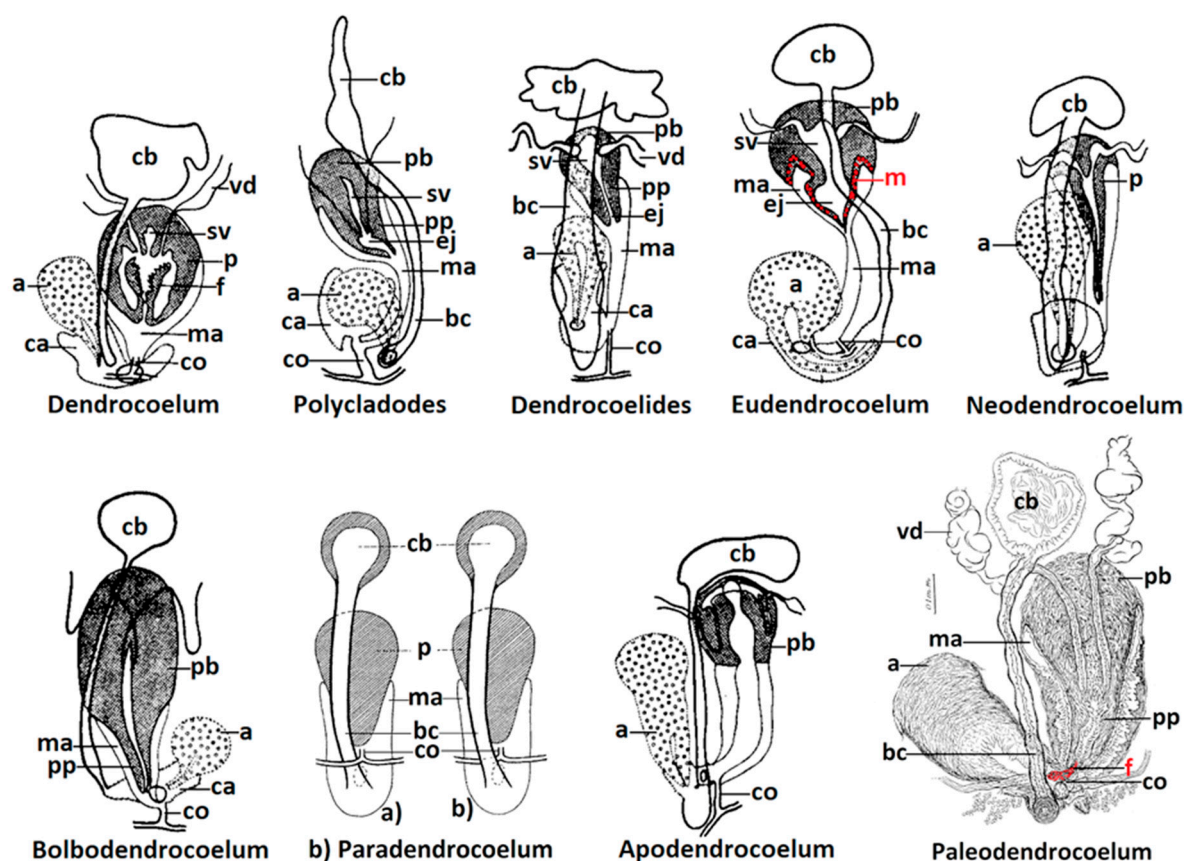 cb
vd
sv
p
a
f
ma
ca
co
Dendrocoelum
cb
pb
sv
pp
ej
ma
a
ca
bc
co
Polycladodes
cb
pb
sv
vd
pp
bc
ej
a
ma
ca
co
Dendrocoelides
cb
pb
sv
m
ma
ej
bc
ma
a
co
ca
Eudendrocoelum
cb
p
a
co
Neodendrocoelum
cb
pb
a
ma
pp
ca
co
Bolbodendrocoelum
cb
p
ma
bc
co
a)
b)
b) Paradendrocoelum
cb
pb
a
co
Apodendrocoelum
cb
vd
pb
ma
a
pp
bc
f
co
Paleodendrocoelum